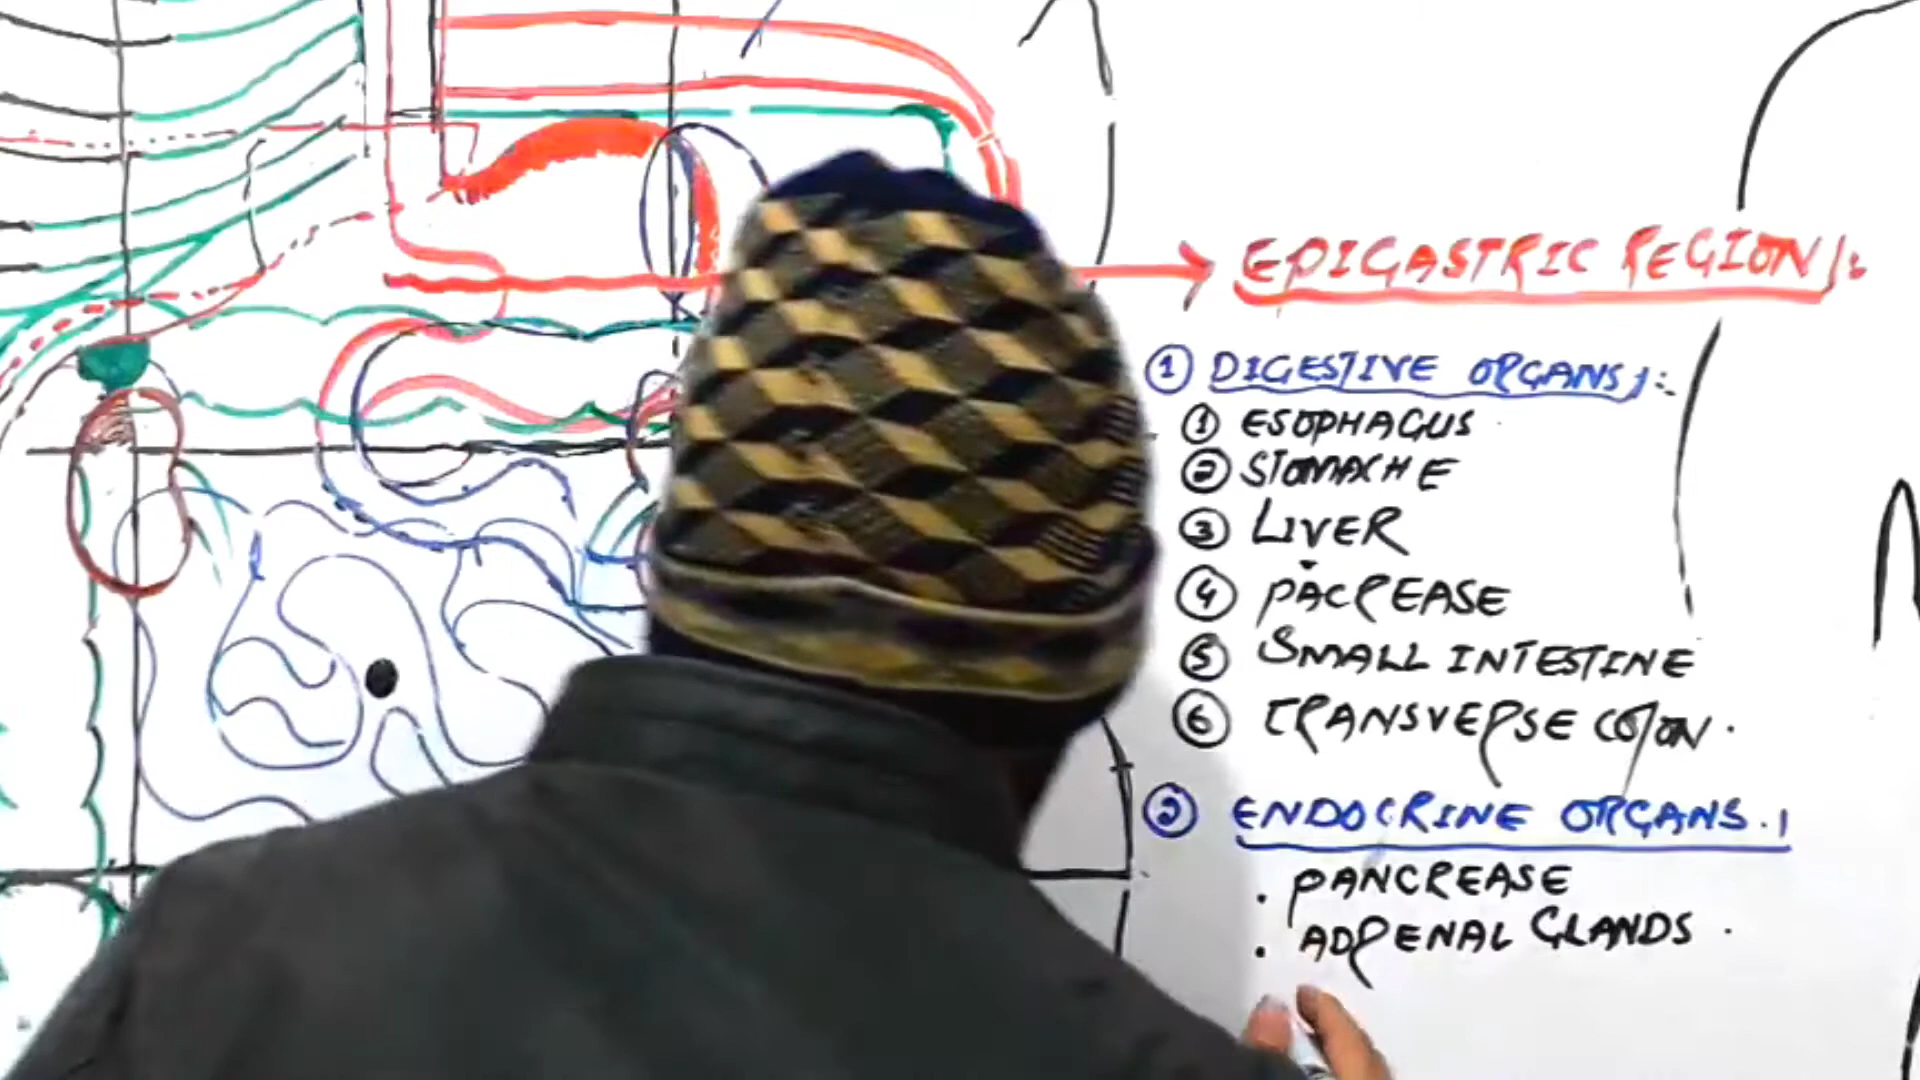 EPIGASTRIC REGION:
① DIGESTIVE ORGANS:
① ESOPHAGUS
② STOMACHE
③ LIVER
④ PACREASE
⑤ SMALL INTESTINE
⑥ TRANSVERSE COLON.
② ENDOCRINE ORGANS.
. PANCREASE
. ADRENAL GLANDS.